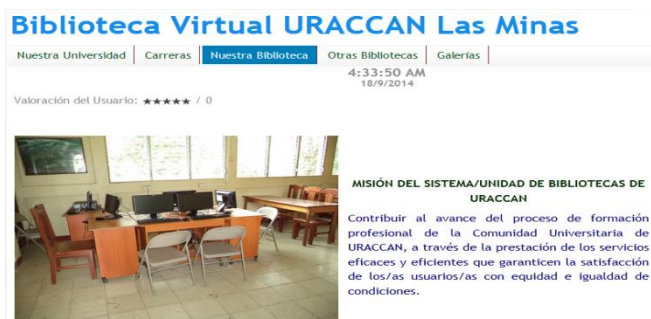 Biblioteca Virtual URACCAN Las Minas
Nuestra Universidad Carreras Nuestra Biblioteca Otras Bibliotecas Galerías
4:33:50 AM
18/9/2014
Valoración del Usuario: ★★★★★ / 0
MISIÓN DEL SISTEMA/UNIDAD DE BIBLIOTECAS DE
URACCAN
Contribuir al avance del proceso de formación
profesional de la Comunidad Universitaria de
URACCAN, a través de la prestación de los servicios
eficaces y eficientes que garanticen la satisfacción
de los/as usuarios/as con equidad e igualdad de
condiciones.